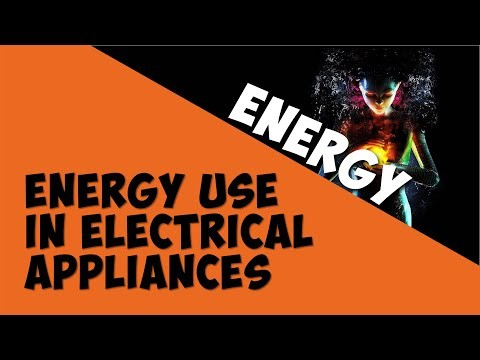 ENERGY
ENERGY USE
IN ELECTRICAL
APPLIANCES